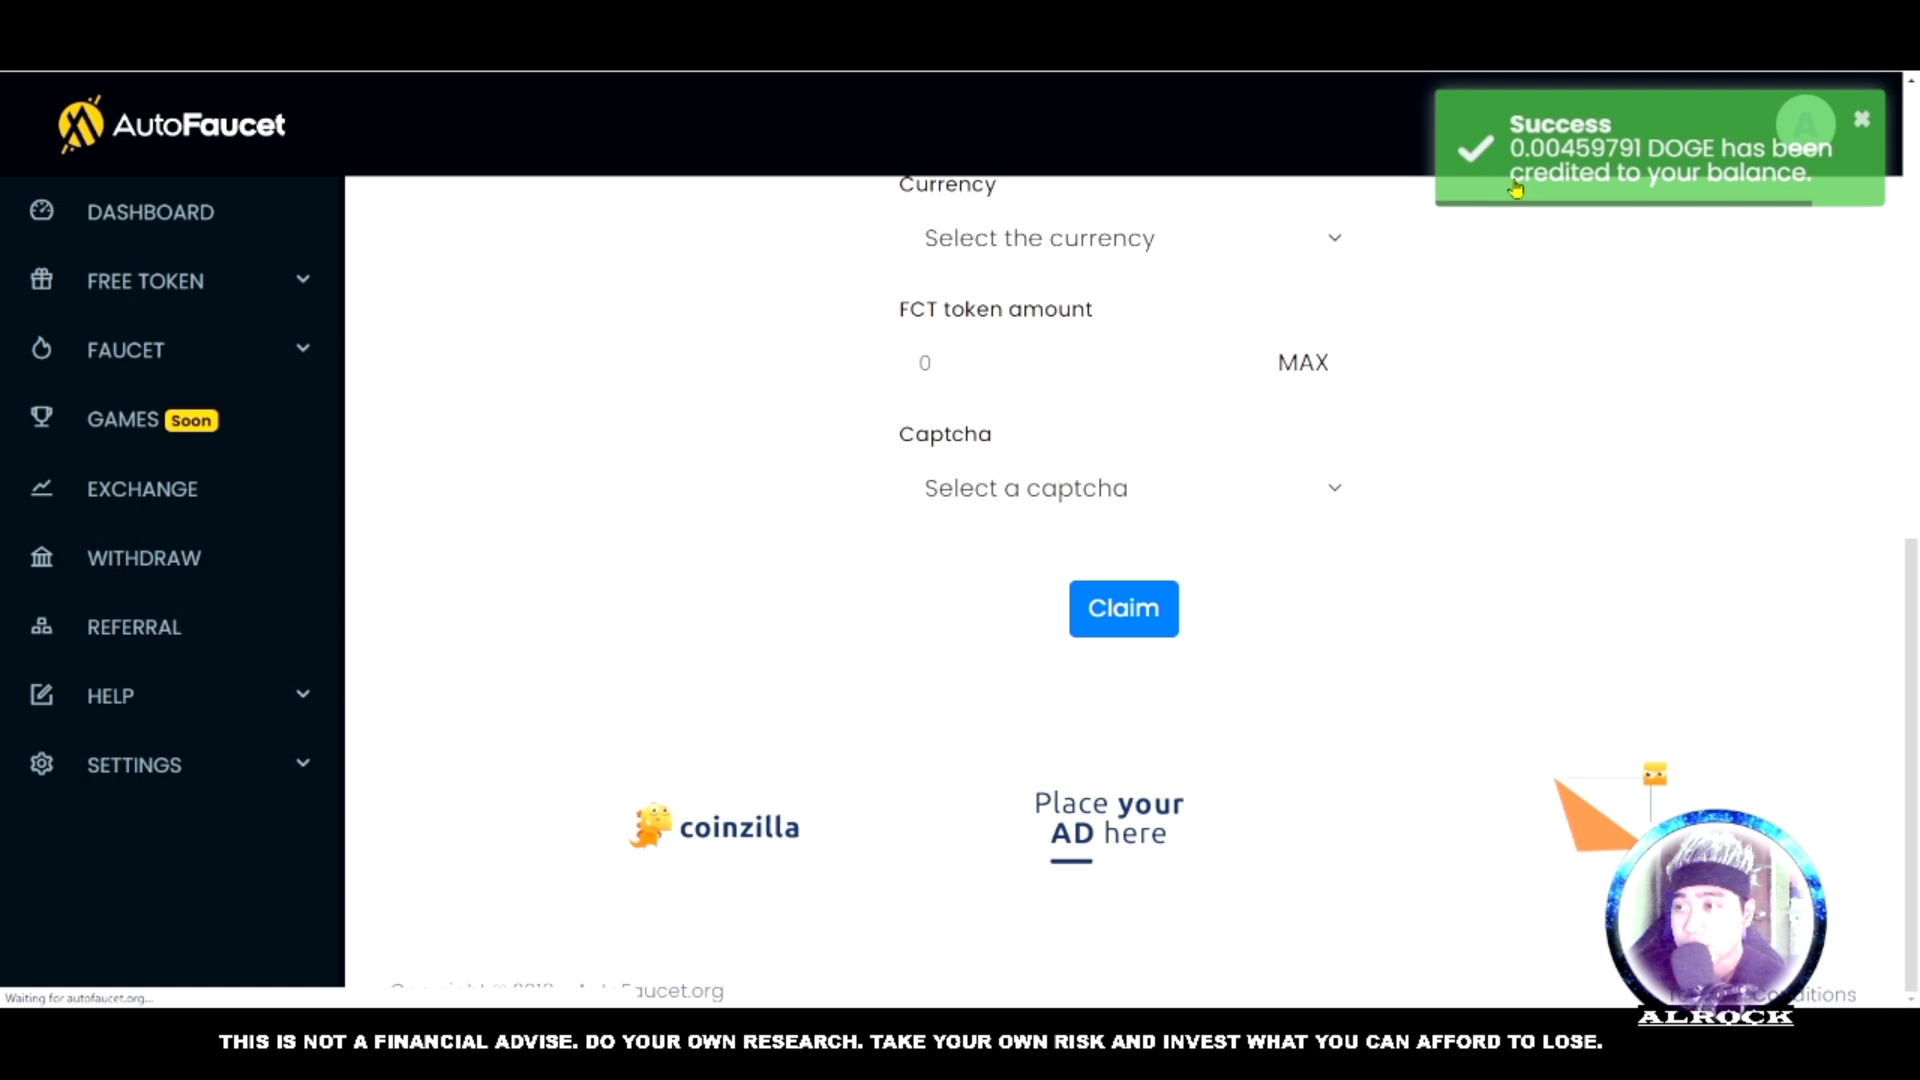 AutoFaucet
Success
0.00459791 DOGE has been
credited to your balance.
DASHBOARD
FREE TOKEN
FAUCET
GAMES Soon
EXCHANGE
WITHDRAW
REFERRAL
HELP
SETTINGS
Currency
Select the currency
FCT token amount
0 MAX
Captcha
Select a captcha
Claim
coinzilla
Place your
AD here
Waiting for autofaucet.org...
ALROCK
THIS IS NOT A FINANCIAL ADVISE. DO YOUR OWN RESEARCH. TAKE YOUR OWN RISK AND INVEST WHAT YOU CAN AFFORD TO LOSE.